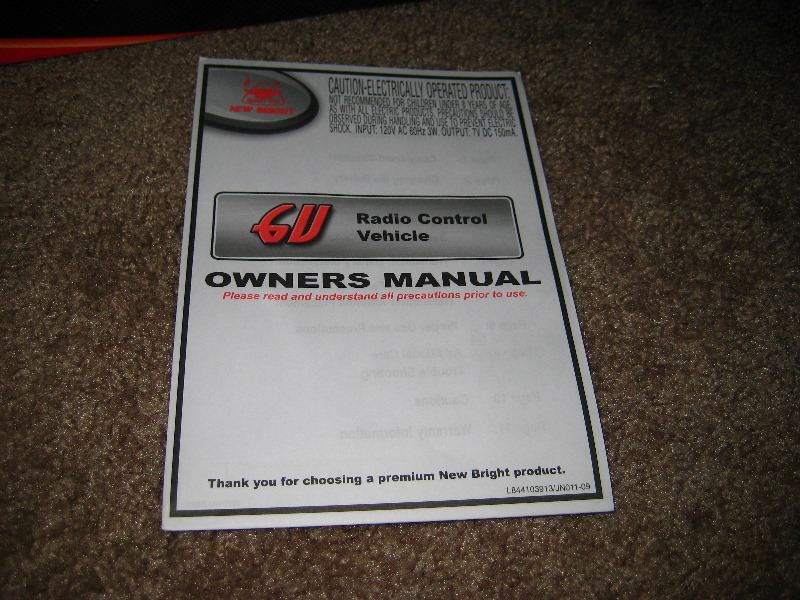 NEW BRIGHT
CAUTION-ELECTRICALLY OPERATED PRODUCT:
NOT RECOMMENDED FOR CHILDREN UNDER 8 YEARS OF AGE.
AS WITH ALL ELECTRIC PRODUCTS, PRECAUTIONS SHOULD BE
OBSERVED DURING HANDLING AND USE TO PREVENT ELECTRIC
SHOCK. INPUT: 120V AC 60Hz 3W. OUTPUT: 7V DC 150mA.
6V Radio Control
Vehicle
OWNERS MANUAL
Please read and understand all precautions prior to use.
Thank you for choosing a premium New Bright product.
L844103913/JN011-09